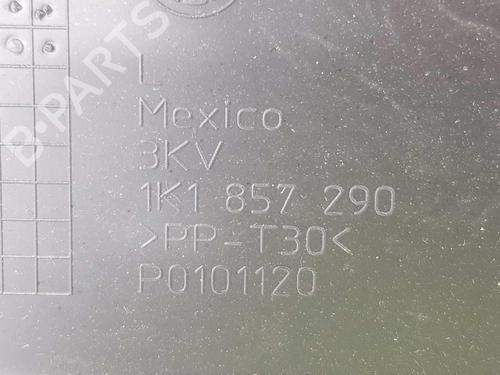 L
Mexico
3KV
1K1 857 290
>PP-T30<
P0101120
B-PARTS